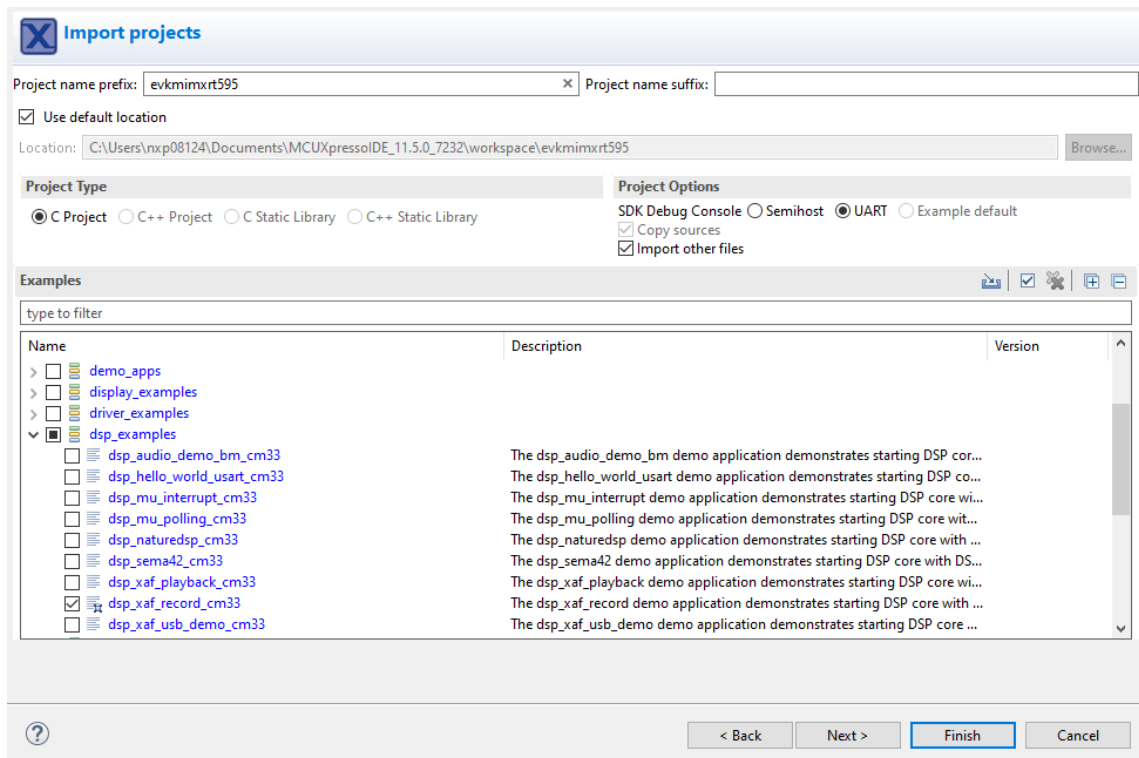 Import projects
Project name prefix: evkmimxrt595 Project name suffix:
Use default location
Location: C:\Users\nxp08124\Documents\MCUXpressoIDE_11.5.0_7232\workspace\evkmimxrt595 Browse...
Project Type Project Options
C Project C++ Project C Static Library C++ Static Library SDK Debug Console Semihost UART Example default
Copy sources
Import other files
Examples
type to filter
Name Description Version
demo_apps
display_examples
driver_examples
dsp_examples
dsp_audio_demo_bm_cm33 The dsp_audio_demo_bm demo application demonstrates starting DSP cor...
dsp_hello_world_usart_cm33 The dsp_hello_world_usart demo application demonstrates starting DSP co...
dsp_mu_interrupt_cm33 The dsp_mu_interrupt demo application demonstrates starting DSP core wi...
dsp_mu_polling_cm33 The dsp_mu_polling demo application demonstrates starting DSP core wit...
dsp_naturedsp_cm33 The dsp_naturedsp demo application demonstrates starting DSP core with ...
dsp_sema42_cm33 The dsp_sema42 demo application demonstrates starting DSP core with DS...
dsp_xaf_playback_cm33 The dsp_xaf_playback demo application demonstrates starting DSP core wi...
dsp_xaf_record_cm33 The dsp_xaf_record demo application demonstrates starting DSP core with ...
dsp_xaf_usb_demo_cm33 The dsp_xaf_usb_demo demo application demonstrates starting DSP core ...
? < Back Next > Finish Cancel